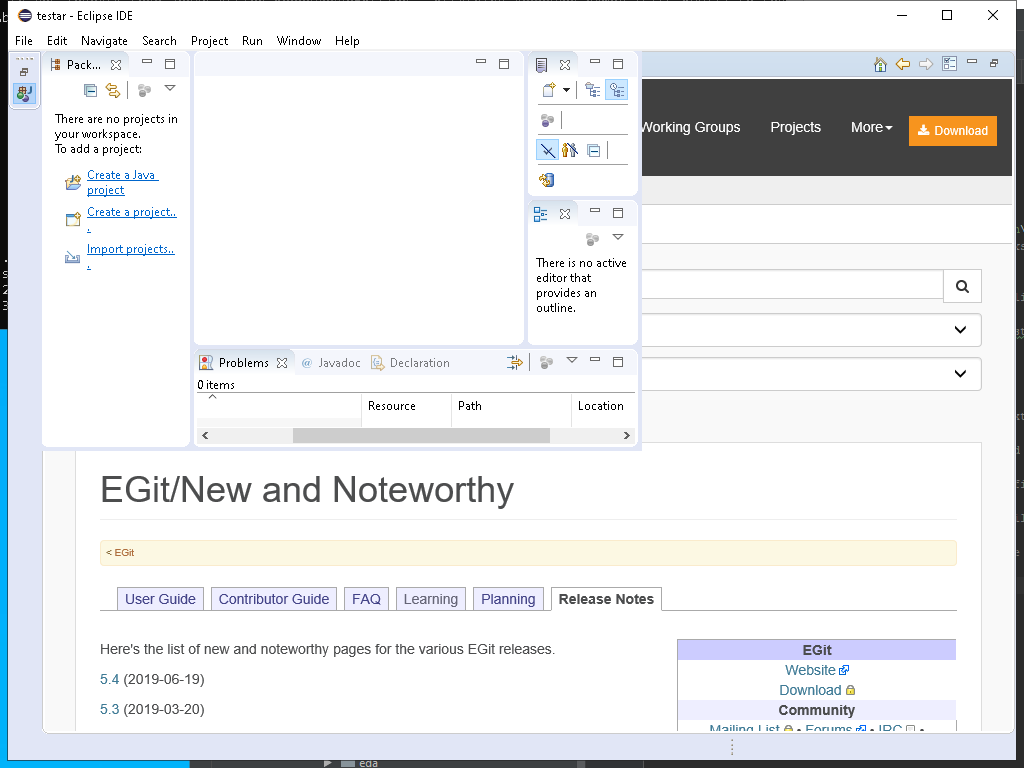 testar - Eclipse IDE
File Edit Navigate Search Project Run Window Help
Pack...
There are no projects in
your workspace.
To add a project:
Create a Java
project
Create a project..
.
Import projects..
.
There is no active
editor that
provides an
outline.
Working Groups Projects More Download
Problems @ Javadoc Declaration
0 items
Resource Path Location
EGit/New and Noteworthy
< EGit
User Guide Contributor Guide FAQ Learning Planning Release Notes
Here's the list of new and noteworthy pages for the various EGit releases.
5.4 (2019-06-19)
5.3 (2019-03-20)
EGit
Website
Download
Community
Mailing List • Forums • IRC •
eda